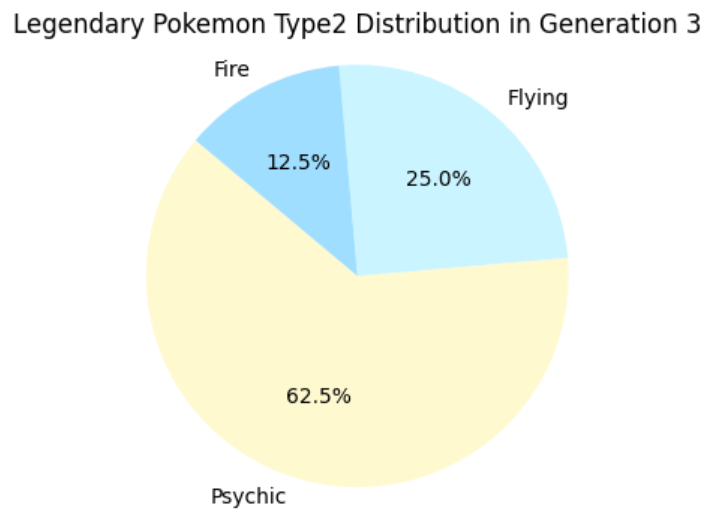 Legendary Pokemon Type2 Distribution in Generation 3
Fire
Flying
12.5%
25.0%
62.5%
Psychic